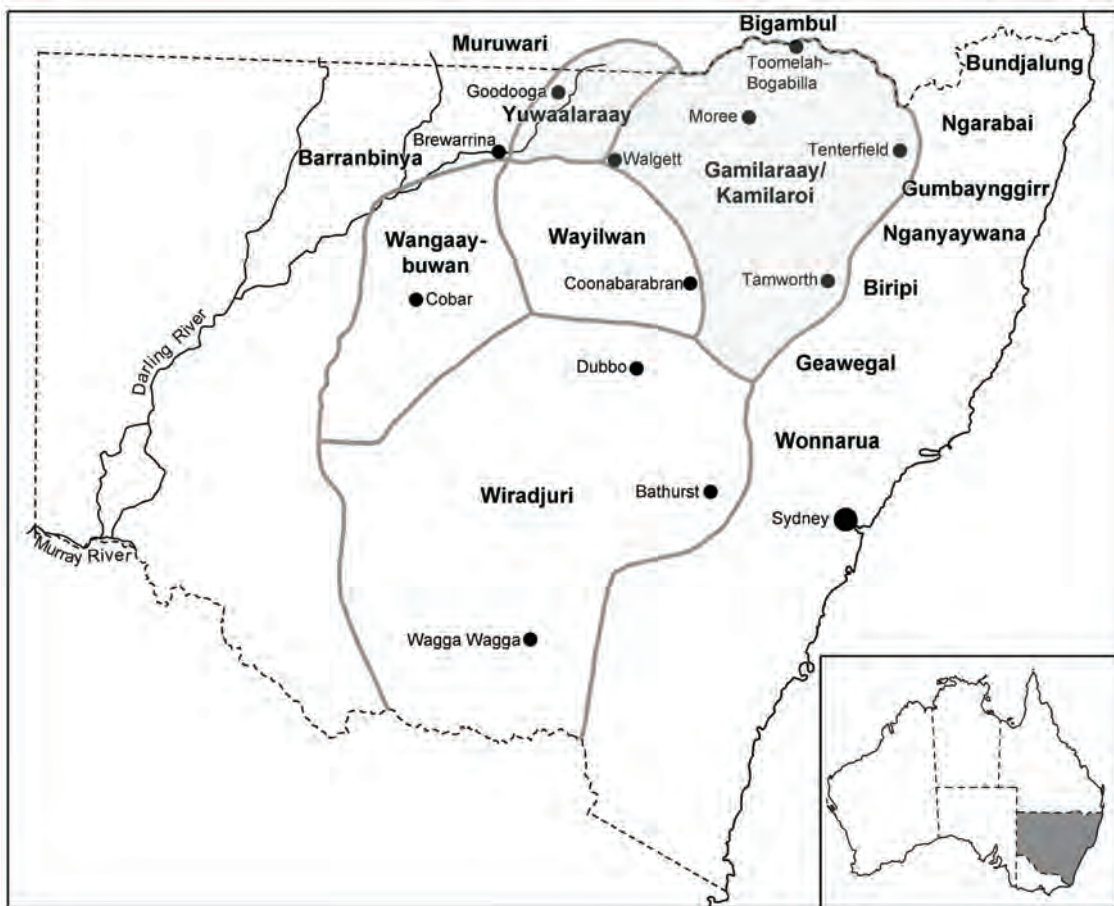 Bigambul
Muruwari
Toomelah-
Bogabilla
Bundjalung
Goodooga
Yuwaalaraay
Moree
Ngarabai
Brewarrina
Barranbinya
Walgett
Tenterfield
Gamilaraay/
Kamilaroi
Gumbaynggirr
Nganyaywana
Wangaay-
buwan
Wayilwan
Coonabarabran
Tamworth
Biripi
Cobar
Darling River
Dubbo
Geawegal
Wonnarua
Wiradjuri
Bathurst
Sydney
Murray River
Wagga Wagga